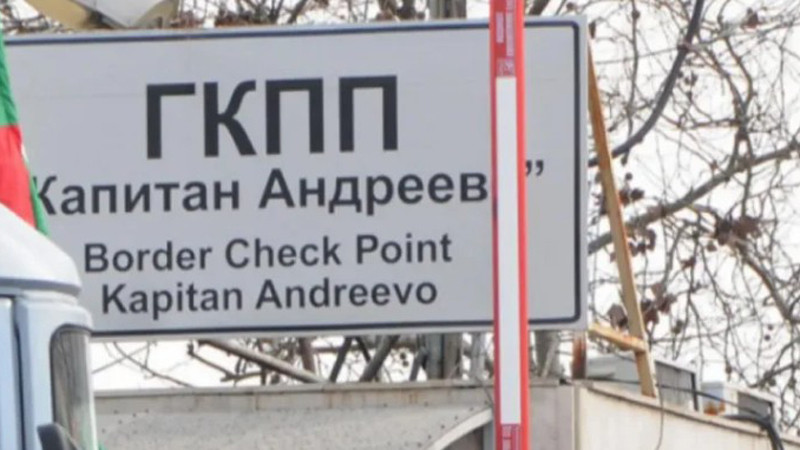 ГКПП
Капитан Андреев ”
Border Check Point
Kapitan Andreevo